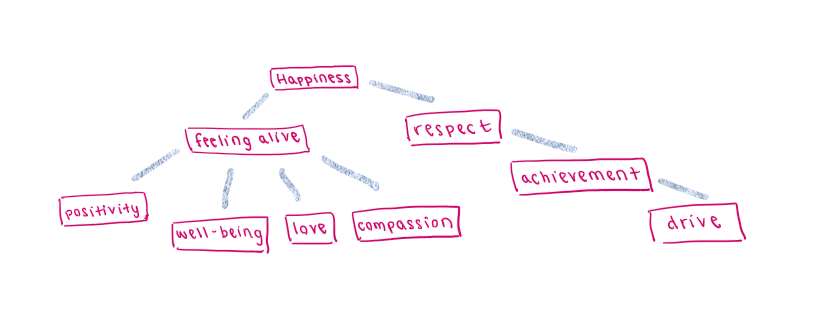 Happiness
respect
feeling alive
achievement
positivity
well-being
love
compassion
drive